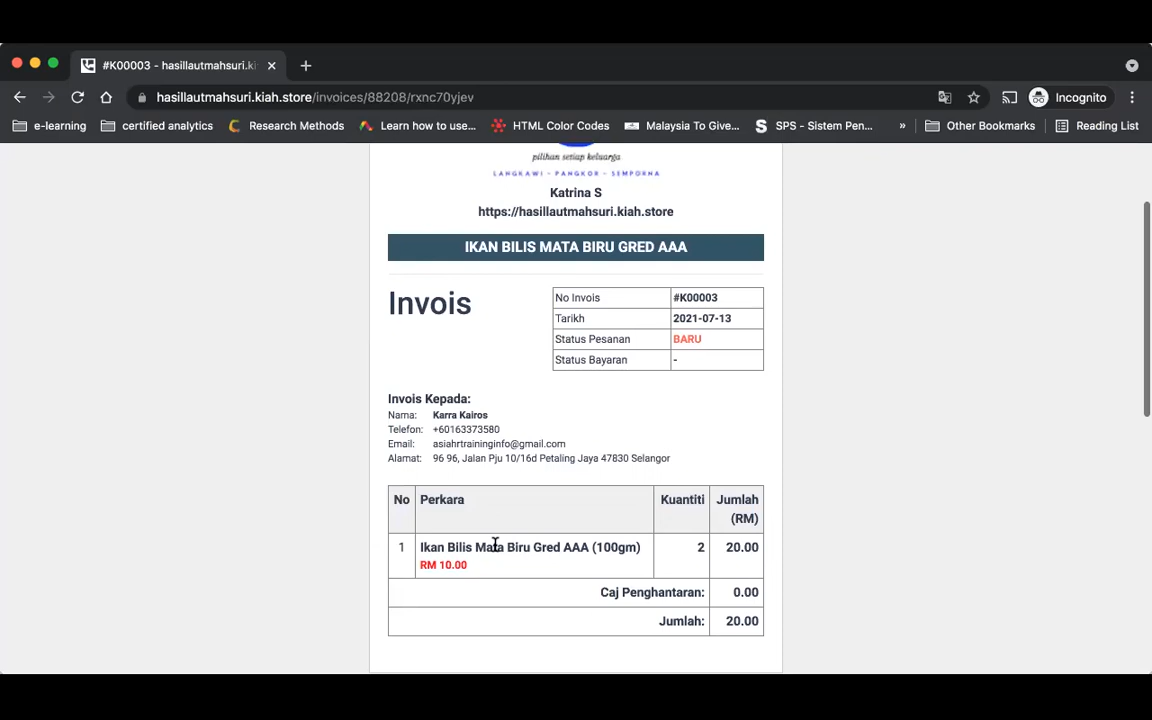 #K00003 - hasillautmahsuri.ki
hasillautmahsuri.kiah.store/invoices/88208/rxnc70yjev
Incognito
e-learning
certified analytics
Research Methods
Learn how to use...
HTML Color Codes
Malaysia To Give...
SPS - Sistem Pen...
»
Other Bookmarks
Reading List
pilihan setiap keluarga
LANGKAWI - PANGKOR - SEMPORNA
Katrina S
https://hasillautmahsuri.kiah.store
IKAN BILIS MATA BIRU GRED AAA
Invois
No Invois #K00003
Tarikh 2021-07-13
Status Pesanan BARU
Status Bayaran -
Invois Kepada:
Nama: Karra Kairos
Telefon: +60163373580
Email: asiahrtraininginfo@gmail.com
Alamat: 96 96, Jalan Pju 10/16d Petaling Jaya 47830 Selangor
No Perkara Kuantiti Jumlah
(RM)
1 Ikan Bilis Mata Biru Gred AAA (100gm) 2 20.00
RM 10.00
Caj Penghantaran: 0.00
Jumlah: 20.00